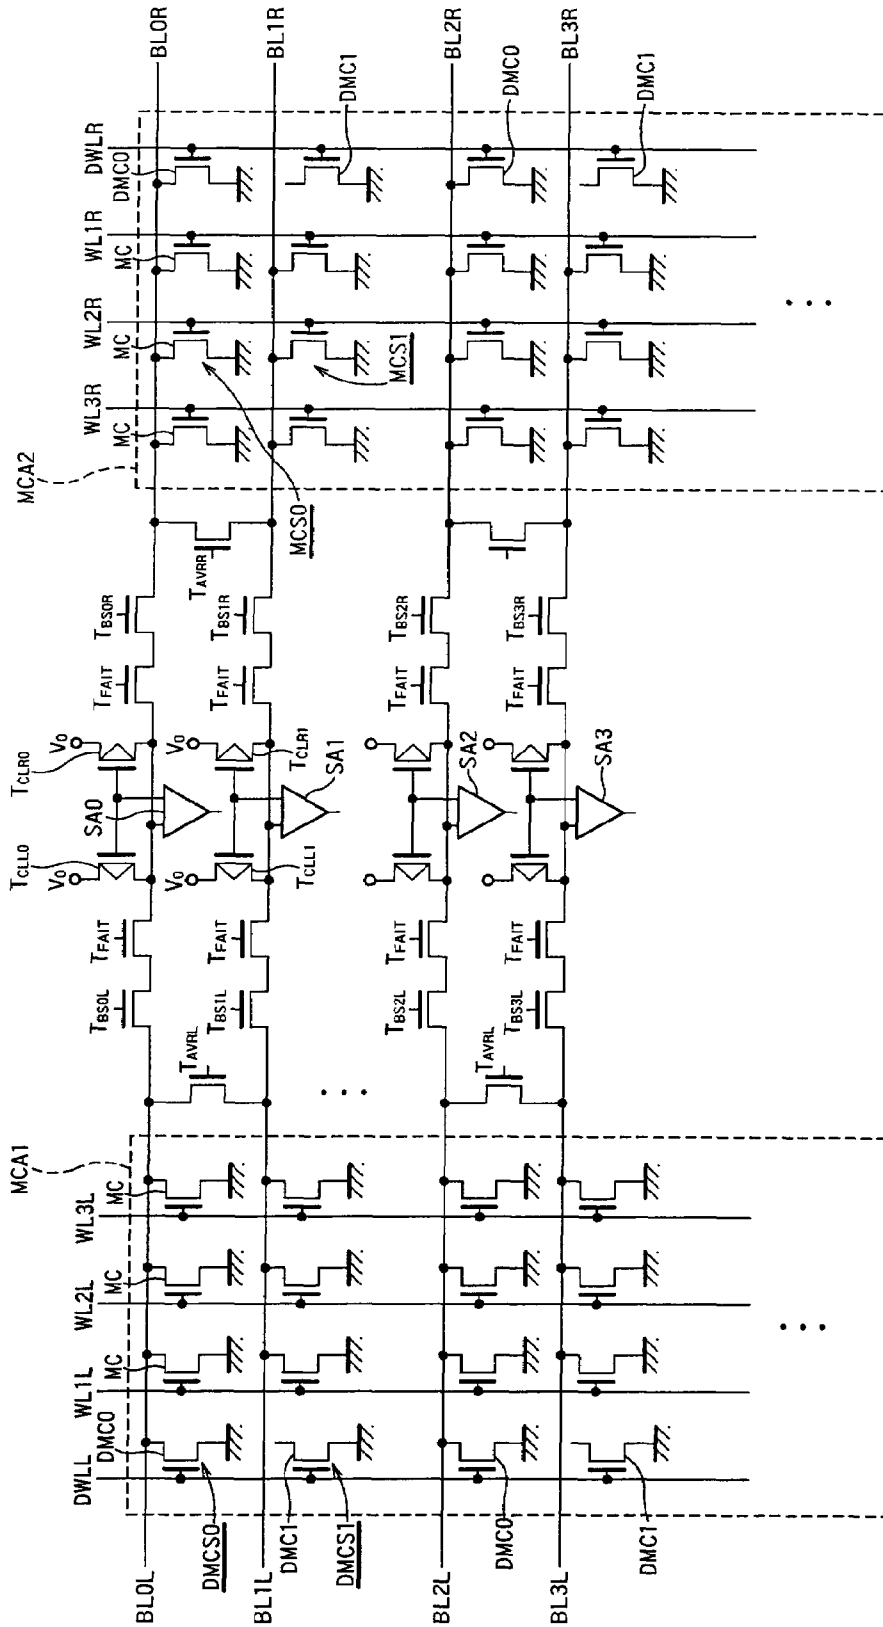 MCA1
MCA2
DWLL
WL1L
WL2L
WL3L
WL3R
WL2R
WL1R
DWLR
DMC0
MC
MC
MC
MC
MC
MC
DMC0
TCLL0
TCLR0
V0
V0
TBS0L
TFAIT
SA0
TFAIT
TBS0R
BL0L
BL0R
DMCS0
TAVRL
TAVRR
MCS0
V0
V0
TBS1L
TFAIT
TCLL1
TCLR1
TFAIT
TBS1R
BL1L
SA1
BL1R
DMC1
DMCS1
MCS1
DMC1
• • •
TBS2L
TFAIT
TFAIT
TBS2R
BL2L
SA2
BL2R
DMC0
TAVRL
DMC0
TBS3L
TFAIT
TFAIT
TBS3R
BL3L
SA3
BL3R
DMC1
DMC1
• • •
• • •